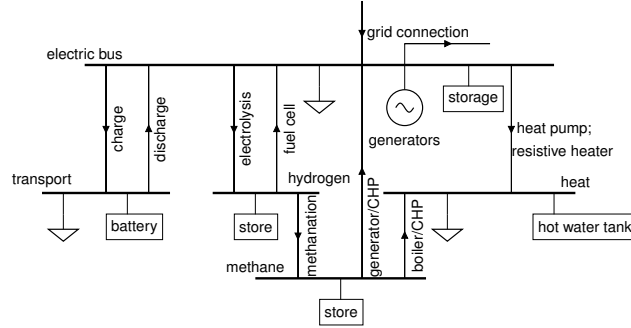 grid connection
electric bus
generators
storage
charge
discharge
electrolysis
fuel cell
heat pump;
resistive heater
transport
hydrogen
heat
battery
store
methanation
generator/CHP
boiler/CHP
hot water tank
methane
store